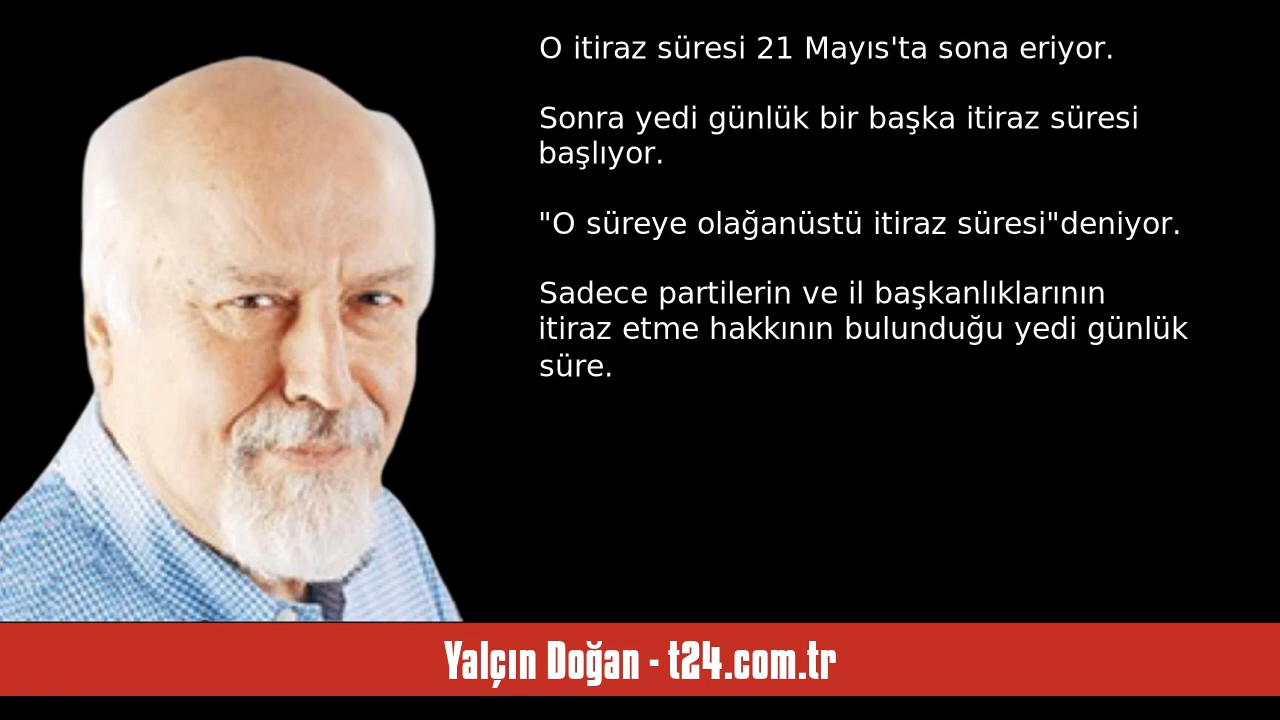 O itiraz süresi 21 Mayıs'ta sona eriyor.
Sonra yedi günlük bir başka itiraz süresi
başlıyor.
"O süreye olağanüstü itiraz süresi"deniyor.
Sadece partilerin ve il başkanlıklarının
itiraz etme hakkının bulunduğu yedi günlük
süre.
Yalçın Doğan - t24.com.tr